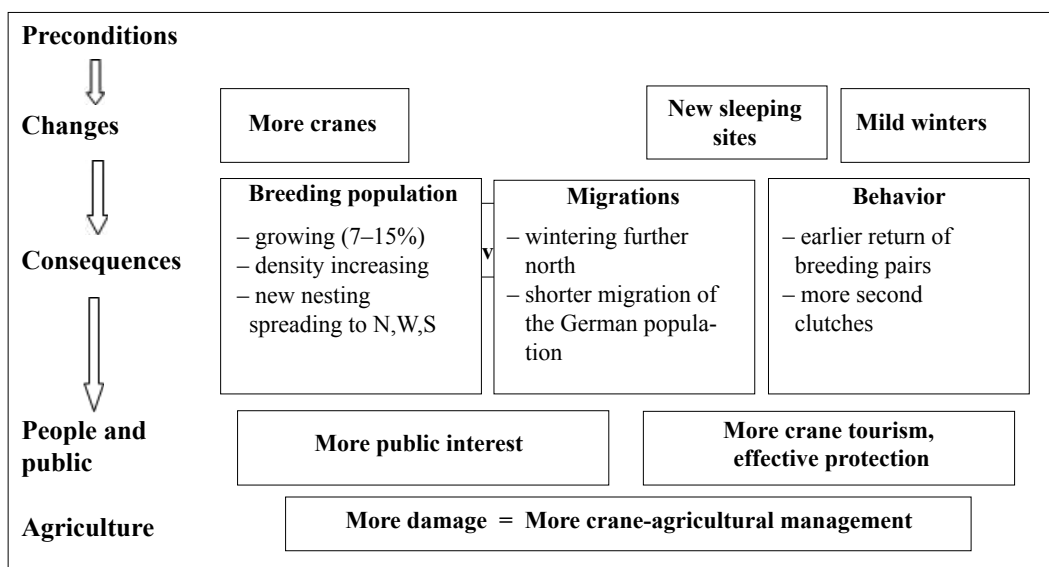 Preconditions
Changes
More cranes
New sleeping
sites
Mild winters
Consequences
Breeding population
– growing (7–15%)
– density increasing
– new nesting
spreading to N,W,S
v
Migrations
– wintering further
north
– shorter migration of
the German popula-
tion
Behavior
– earlier return of
breeding pairs
– more second
clutches
People and
public
More public interest
More crane tourism,
effective protection
Agriculture
More damage = More crane-agricultural management